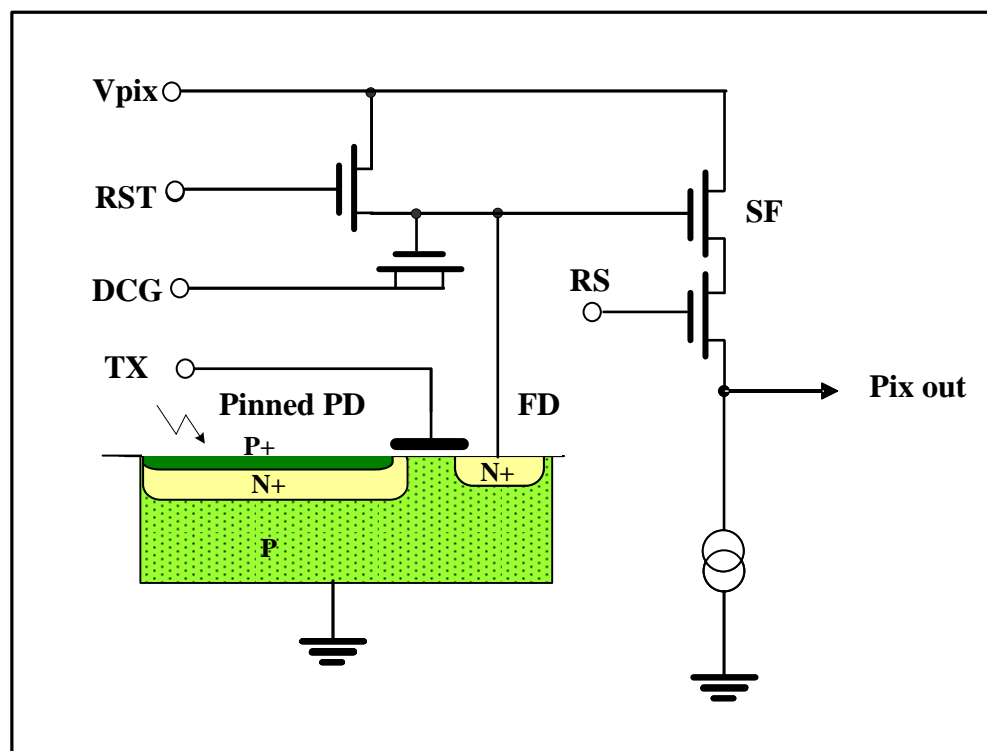 Vpix
RST
SF
DCG
RS
TX
Pinned PD
FD
Pix out
P+
N+
N+
P